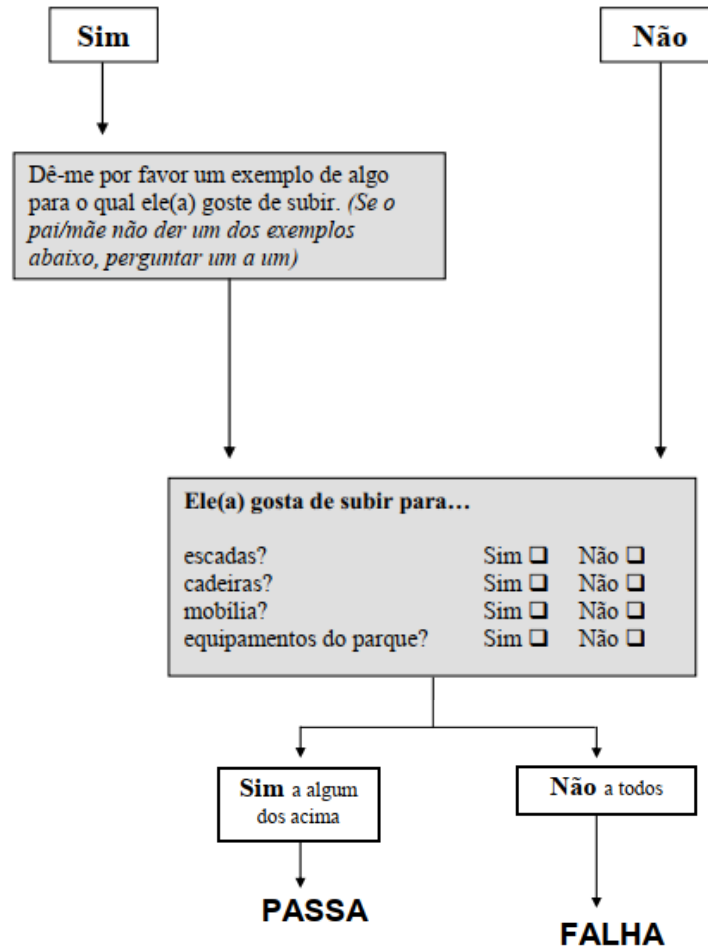 Sim
Não
Dê-me por favor um exemplo de algo
para o qual ele(a) goste de subir. (Se o
pai/mãe não der um dos exemplos
abaixo, perguntar um a um)
Ele(a) gosta de subir para…
escadas? Sim ❑ Não ❑
cadeiras? Sim ❑ Não ❑
mobília? Sim ❑ Não ❑
equipamentos do parque? Sim ❑ Não ❑
Sim a algum
dos acima
Não a todos
PASSA
FALHA